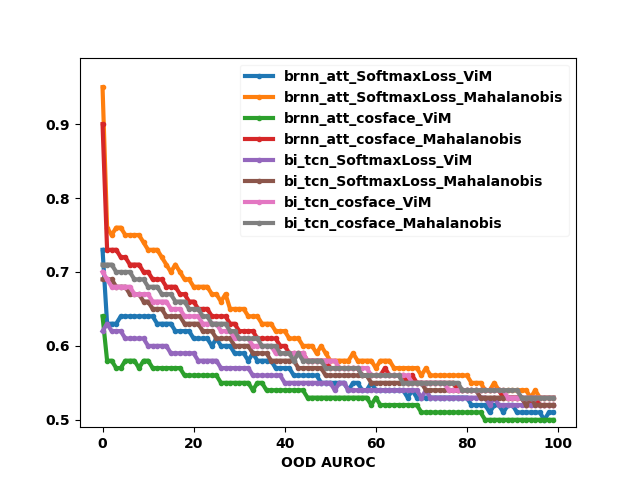 brnn_att_SoftmaxLoss_ViM
brnn_att_SoftmaxLoss_Mahalanobis
brnn_att_cosface_ViM
brnn_att_cosface_Mahalanobis
bi_tcn_SoftmaxLoss_ViM
bi_tcn_SoftmaxLoss_Mahalanobis
bi_tcn_cosface_ViM
bi_tcn_cosface_Mahalanobis
0.9
0.8
0.7
0.6
0.5
0 20 40 60 80 100
OOD AUROC